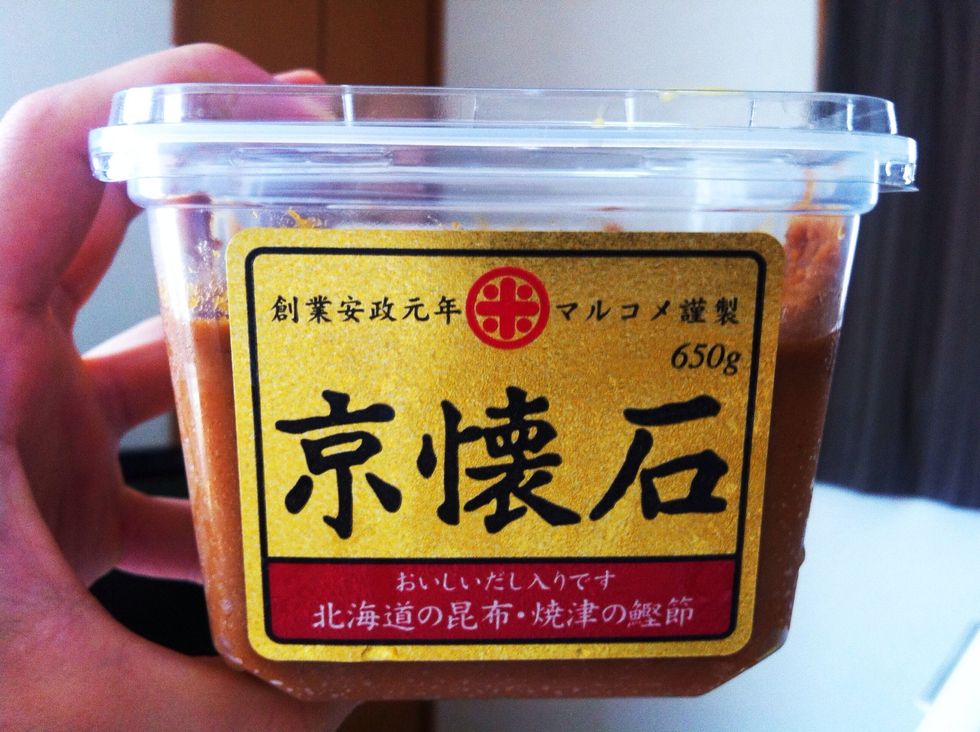 創業安政元年 マルコメ謹製
650g
京懐石
おいしいだし入りです
北海道の昆布・焼津の鰹節